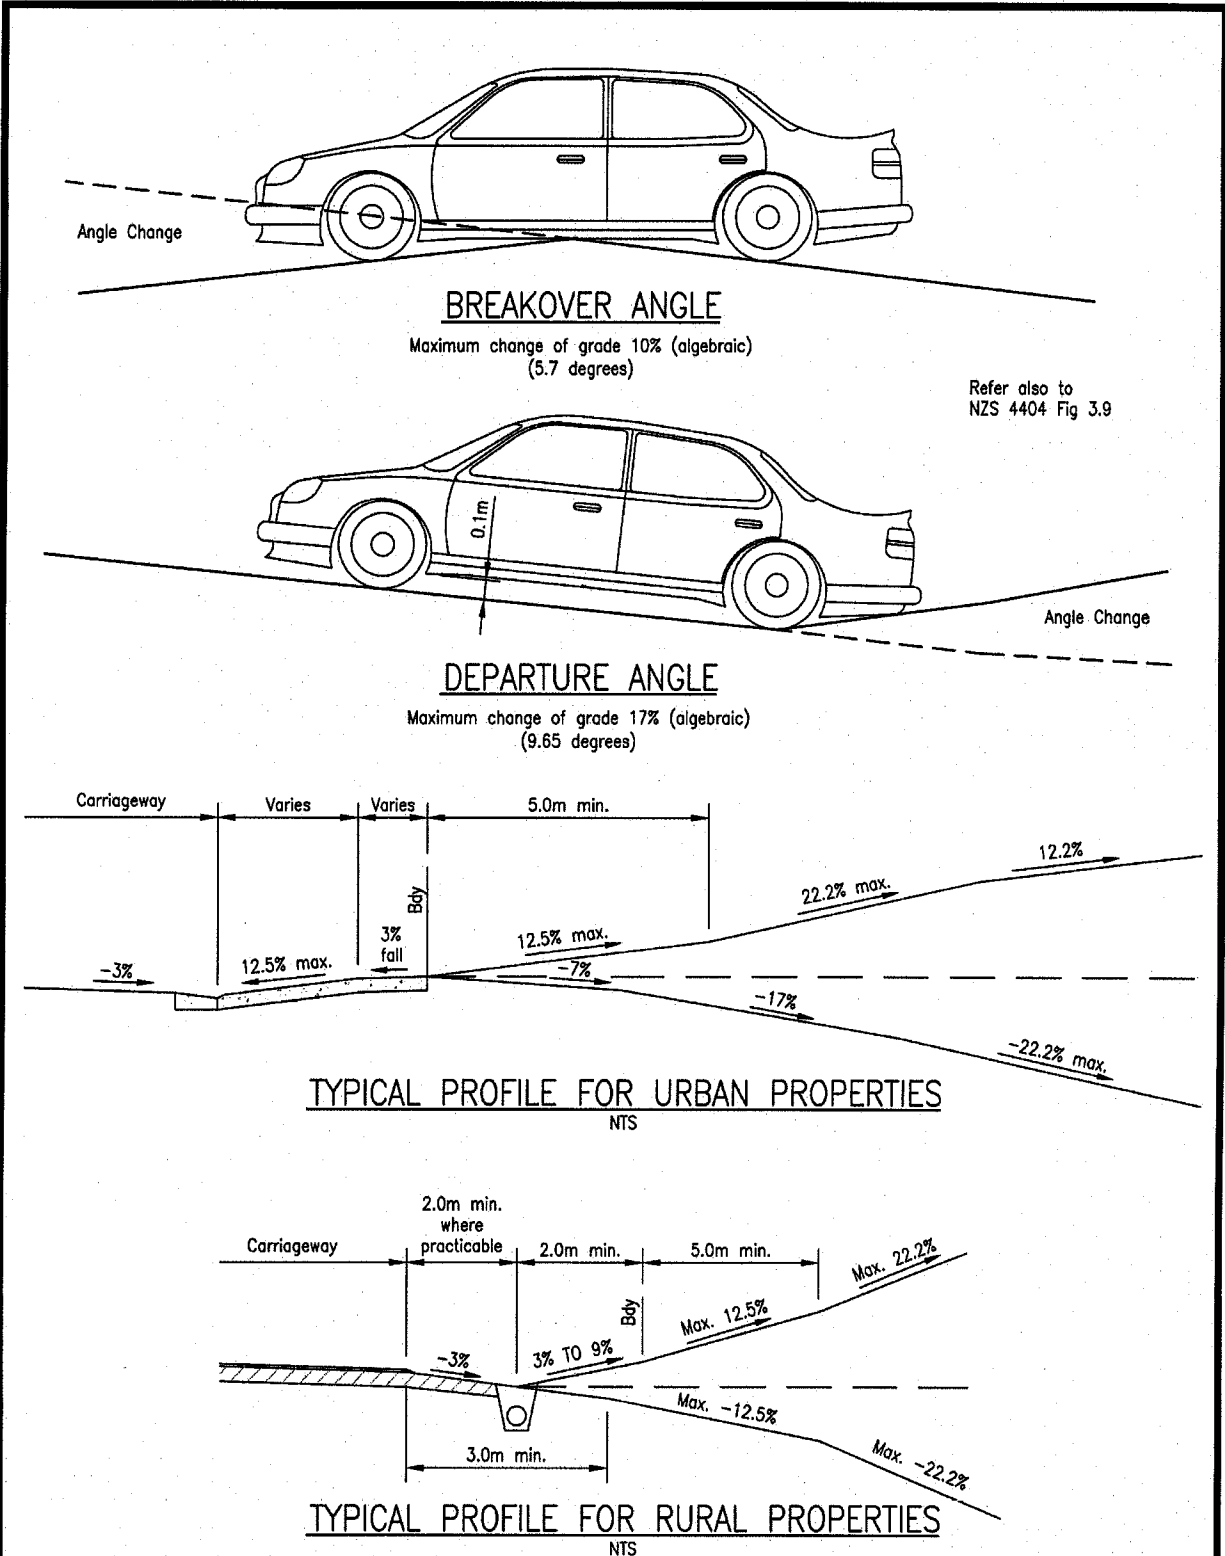 Angle Change
BREAKOVER ANGLE
Maximum change of grade 10% (algebraic)
(5.7 degrees)
Refer also to
NZS 4404 Fig 3.9
0.1m
Angle Change
DEPARTURE ANGLE
Maximum change of grade 17% (algebraic)
(9.65 degrees)
Carriageway
Varies
Varies
5.0m min.
Bdy
12.2%
22.2% max.
12.5% max.
3%
fall
12.5% max.
-3%
-7%
-17%
-22.2% max.
TYPICAL PROFILE FOR URBAN PROPERTIES
NTS
Carriageway
2.0m min.
where
practicable
2.0m min.
5.0m min.
Bdy
Max. 22.2%
Max. 12.5%
3% TO 9%
-3%
Max. -12.5%
Max. -22.2%
3.0m min.
TYPICAL PROFILE FOR RURAL PROPERTIES
NTS